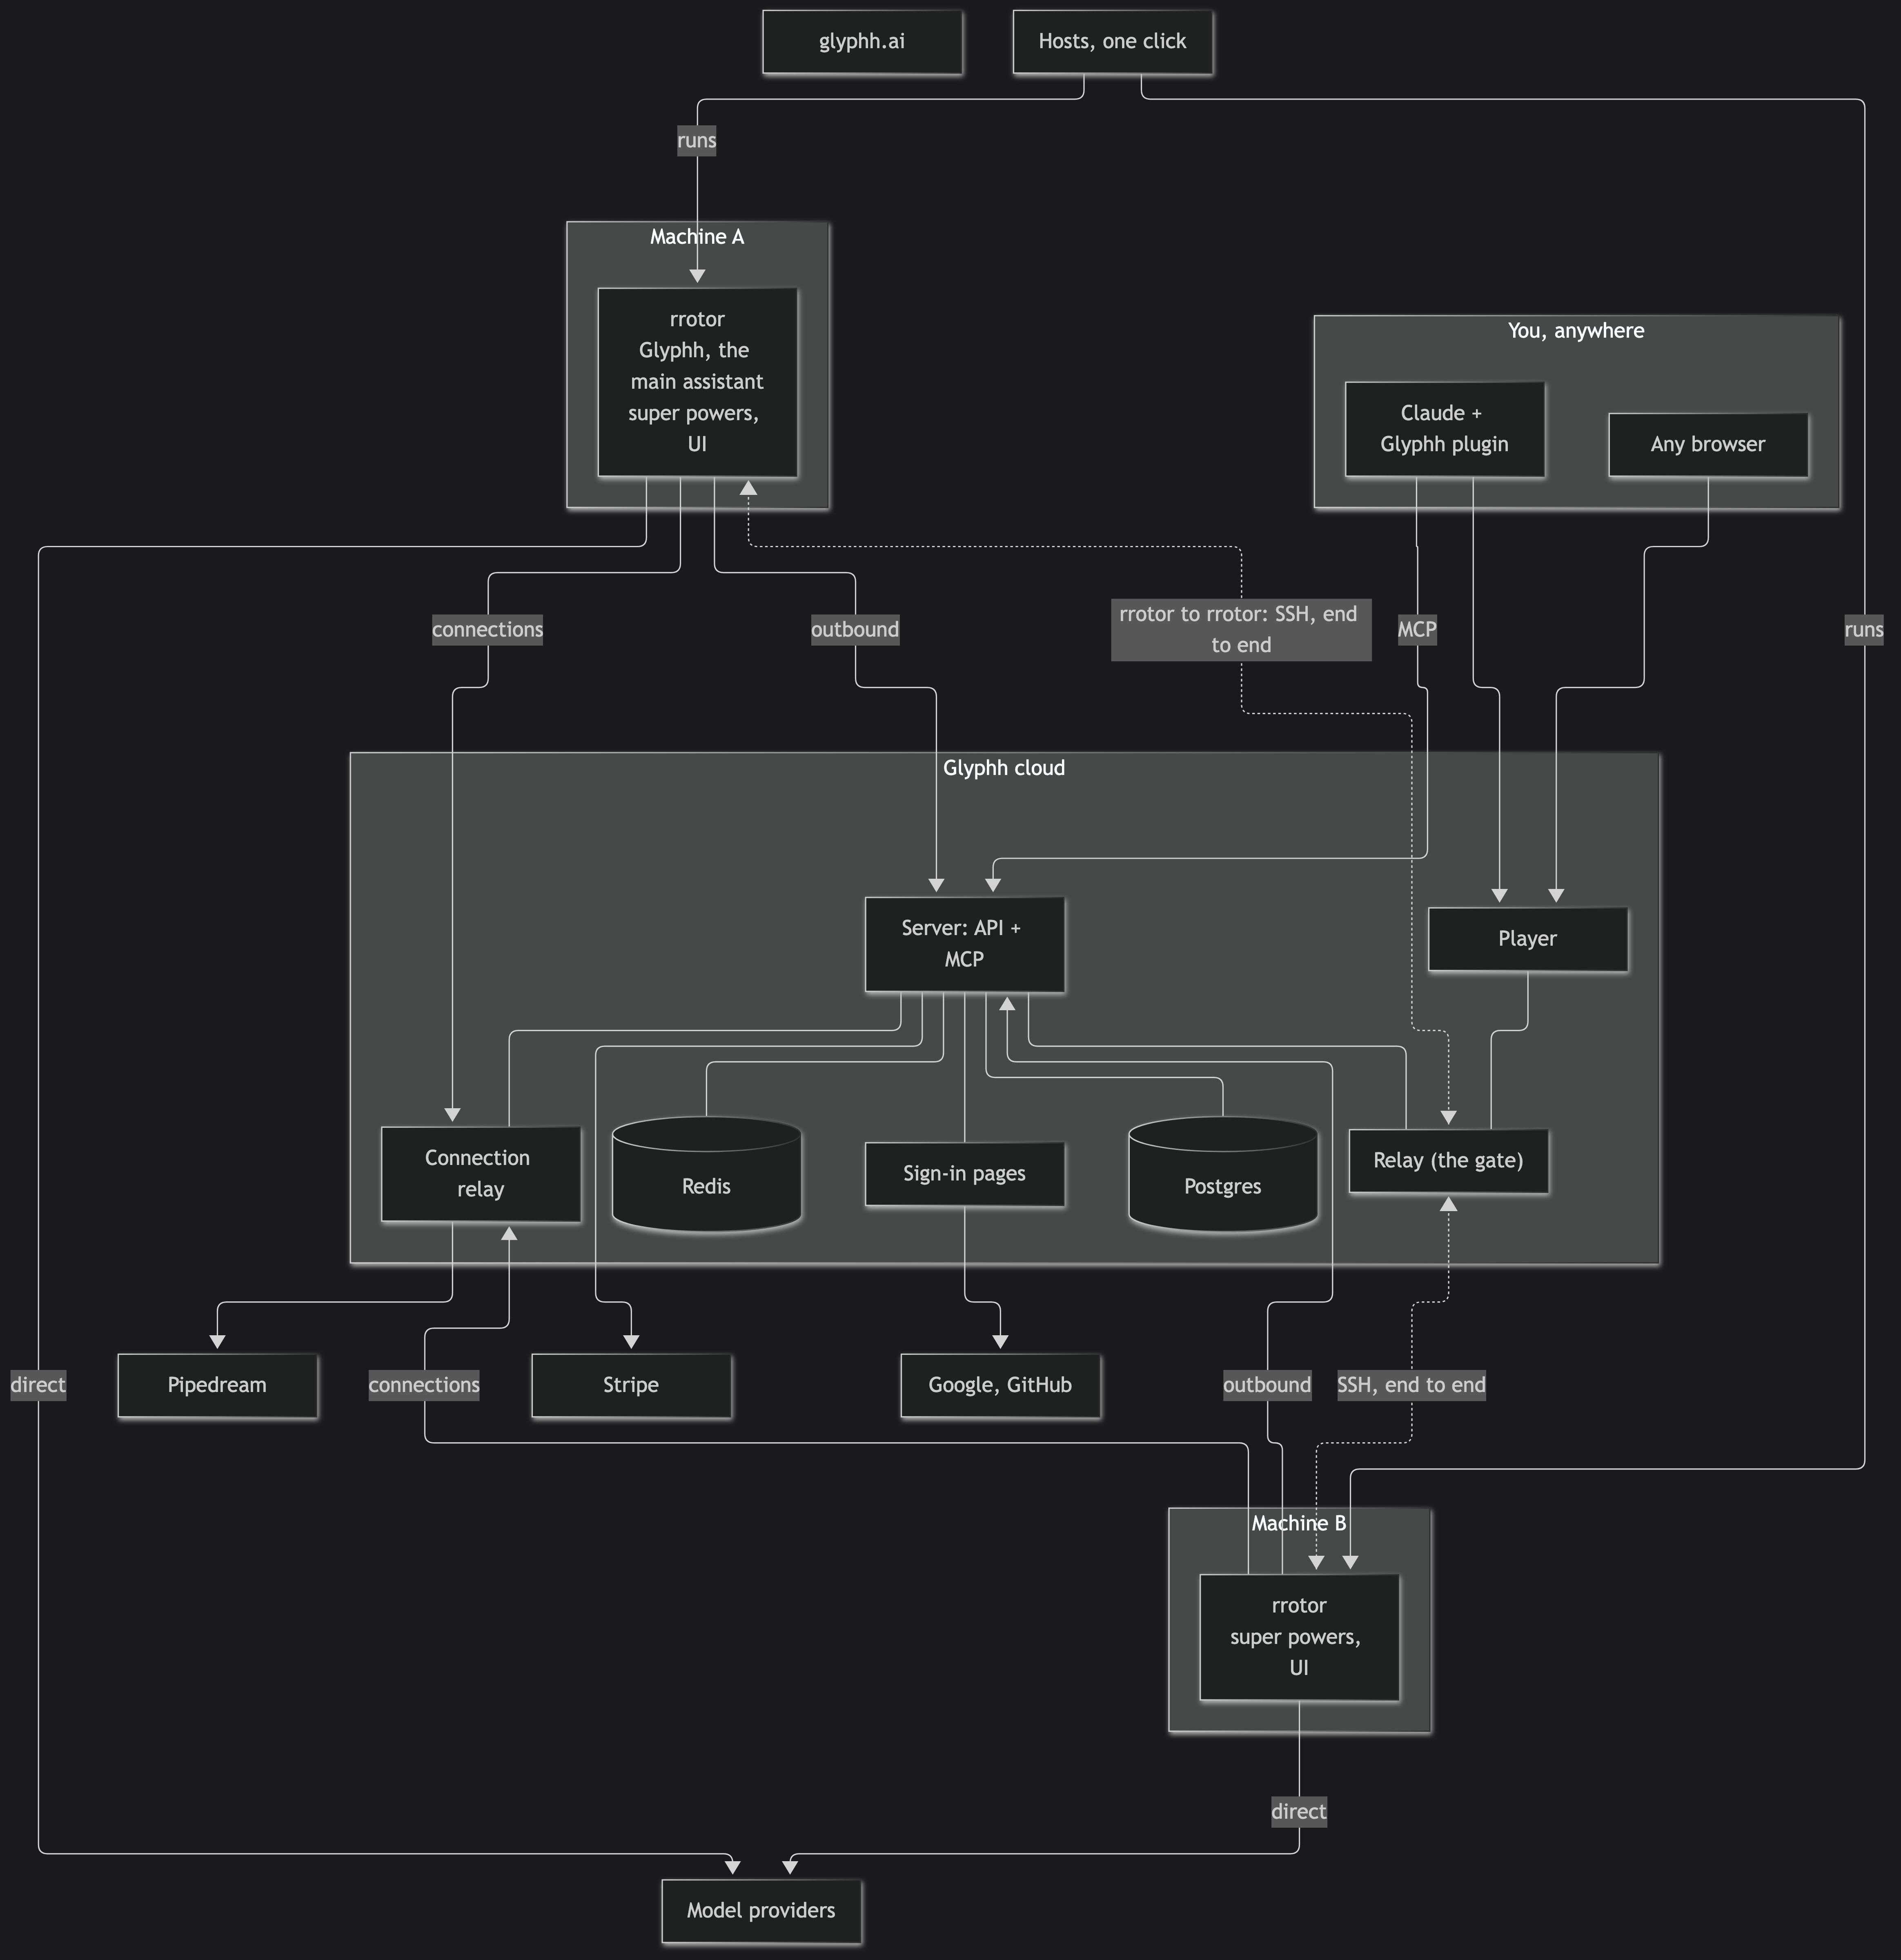 glyphh.ai
Hosts, one click
runs
Machine A
rrotor
Glyphh, the
main assistant
super powers,
UI
You, anywhere
Claude +
Glyphh plugin
Any browser
connections
outbound
rrotor to rrotor: SSH, end
to end
MCP
runs
Glyphh cloud
Server: API +
MCP
Player
Connection
relay
Redis
Sign-in pages
Postgres
Relay (the gate)
direct
Pipedream
connections
Stripe
Google, GitHub
outbound
SSH, end to end
Machine B
rrotor
super powers,
UI
direct
Model providers